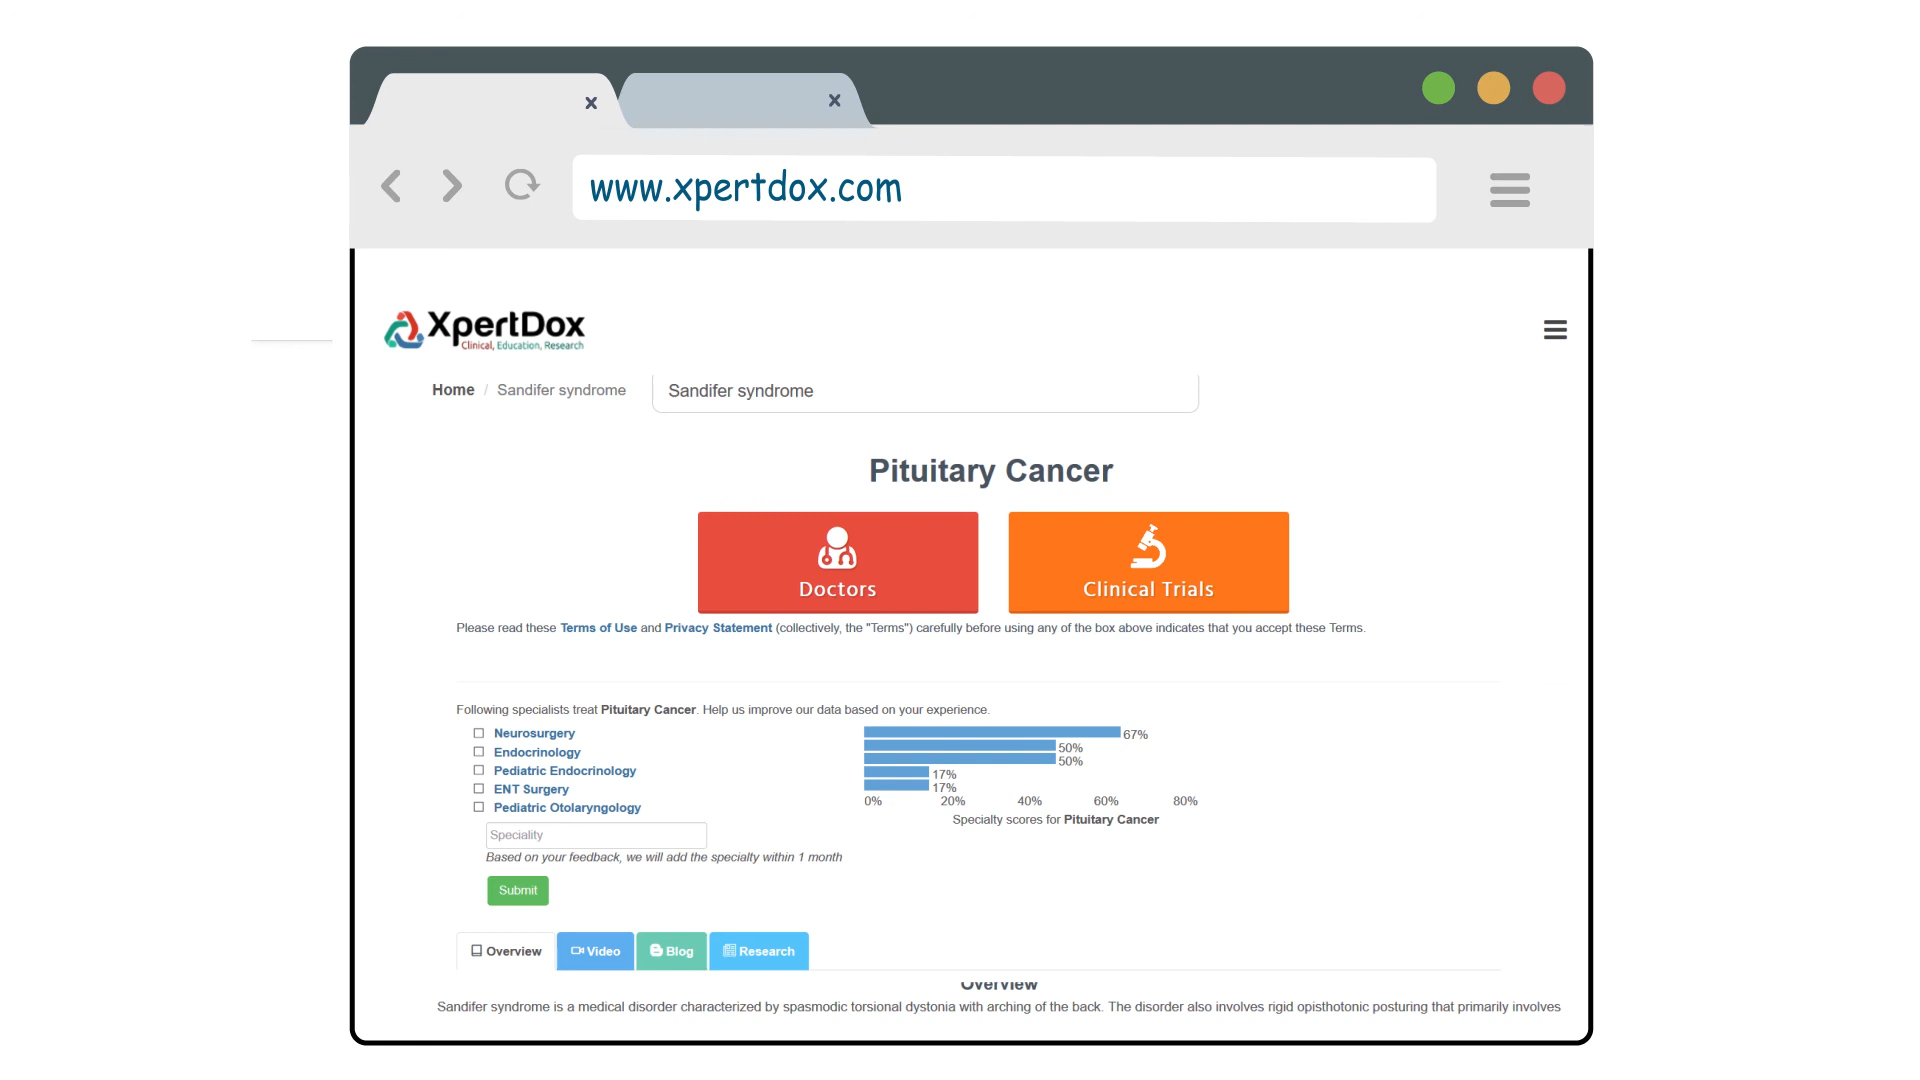 www.xpertdox.com
XpertDox
Clinical, Education, Research
Home / Sandifer syndrome
Sandifer syndrome
Pituitary Cancer
Doctors
Clinical Trials
Please read these Terms of Use and Privacy Statement (collectively, the "Terms") carefully before using any of the box above indicates that you accept these Terms.
Following specialists treat Pituitary Cancer. Help us improve our data based on your experience.
Neurosurgery
Endocrinology
Pediatric Endocrinology
ENT Surgery
Pediatric Otolaryngology
Speciality
Based on your feedback, we will add the specialty within 1 month
Submit
67%
50%
50%
17%
17%
0% 20% 40% 60% 80%
Specialty scores for Pituitary Cancer
Overview Video Blog Research
Overview
Sandifer syndrome is a medical disorder characterized by spasmodic torsional dystonia with arching of the back. The disorder also involves rigid opisthotonic posturing that primarily involves